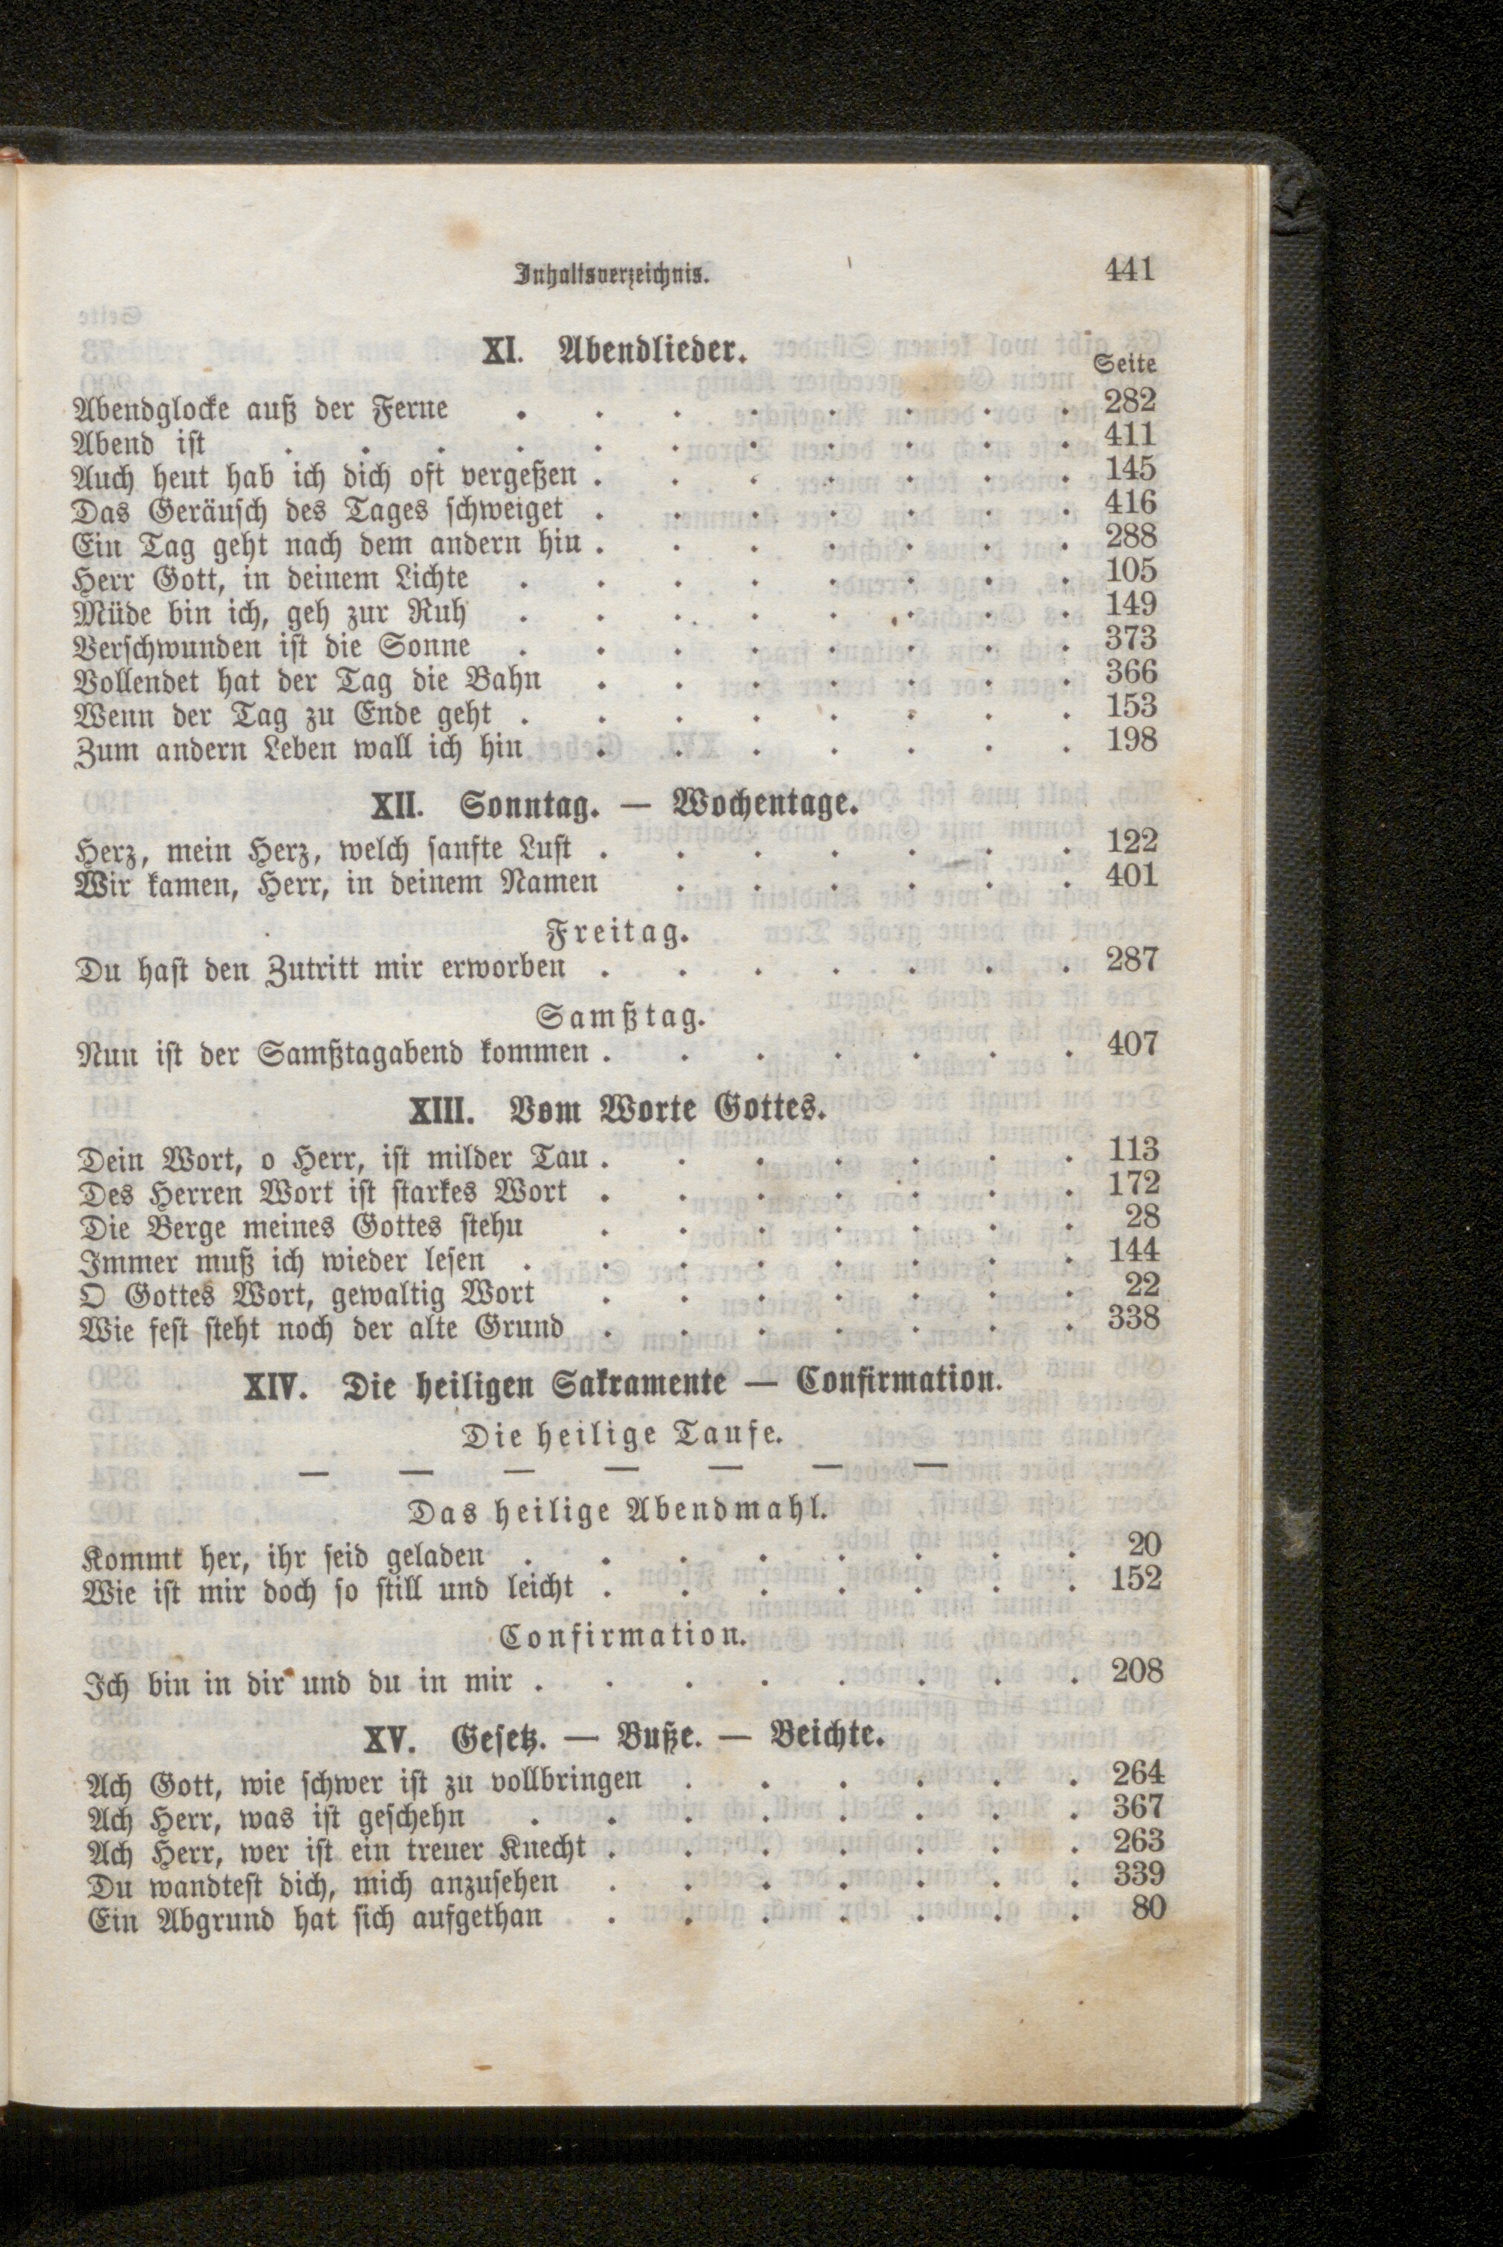 Inhaltsverzeichnis. 441
XI. Abendlieder.
Seite
Abendglocke auß der Ferne . . . . . . . . 282
Abend ist . . . . . . . . . . . 411
Auch heut hab ich dich oft vergeßen . . . . . . . 145
Das Geräusch des Tages schweiget . . . . . . . 416
Ein Tag geht nach dem andern hin . . . . . . . 288
Herr Gott, in deinem Lichte . . . . . . . . 105
Müde bin ich, geh zur Ruh . . . . . . . . 149
Verschwunden ist die Sonne . . . . . . . . 373
Vollendet hat der Tag die Bahn . . . . . . . 366
Wenn der Tag zu Ende geht . . . . . . . . 153
Zum andern Leben wall ich hin . . . . . . . 198
XII. Sonntag. — Wochentage.
Herz, mein Herz, welch sanfte Lust . . . . . . . 122
Wir kamen, Herr, in deinem Namen . . . . . . 401
Freitag.
Du hast den Zutritt mir erworben . . . . . . . 287
Samßtag.
Nun ist der Samßtagabend kommen . . . . . . . 407
XIII. Vom Worte Gottes.
Dein Wort, o Herr, ist milder Tau . . . . . . . 113
Des Herren Wort ist starkes Wort . . . . . . . 172
Die Berge meines Gottes stehn . . . . . . . 28
Immer muß ich wieder lesen . . . . . . . . 144
O Gottes Wort, gewaltig Wort . . . . . . . 22
Wie fest steht noch der alte Grund . . . . . . . 338
XIV. Die heiligen Sakramente — Confirmation.
Die heilige Taufe.
— — — — — — —
Das heilige Abendmahl.
Kommt her, ihr seid geladen . . . . . . . . 20
Wie ist mir doch so still und leicht . . . . . . . 152
Confirmation.
Ich bin in dir und du in mir . . . . . . . . 208
XV. Gesetz. — Buße. — Beichte.
Ach Gott, wie schwer ist zu vollbringen . . . . . . 264
Ach Herr, was ist geschehn . . . . . . . . 367
Ach Herr, wer ist ein treuer Knecht . . . . . . . 263
Du wandtest dich, mich anzusehen . . . . . . . 339
Ein Abgrund hat sich aufgethan . . . . . . . 80